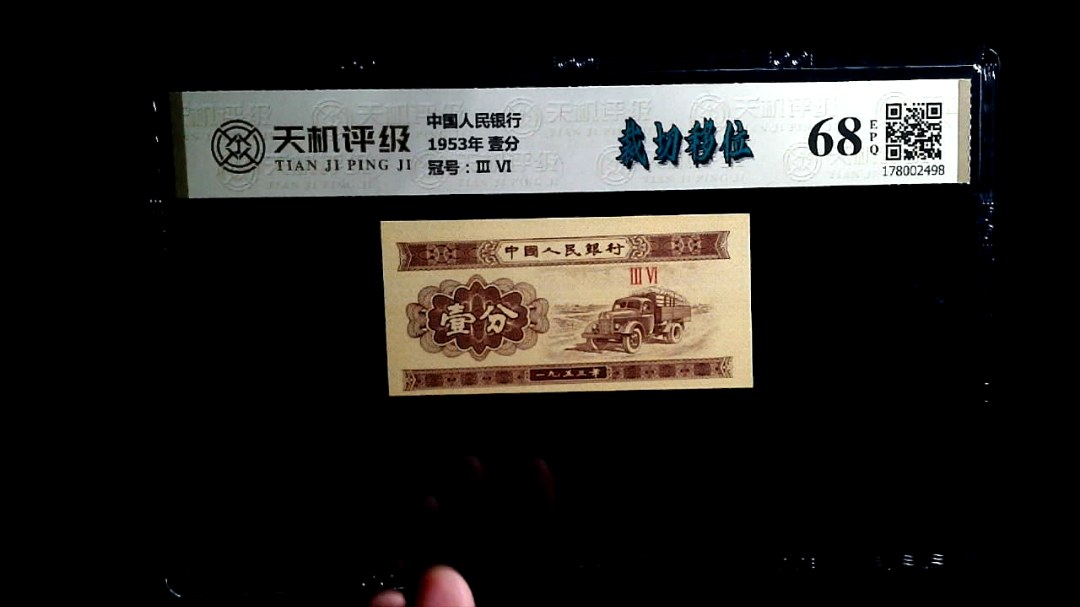 天机评级
TIAN JI PING JI
中国人民银行
1953年 壹分
冠号：Ⅲ Ⅵ
裁切移位
68
EPQ
178002498
中國人民銀行
Ⅲ Ⅵ
壹分
一九五三年